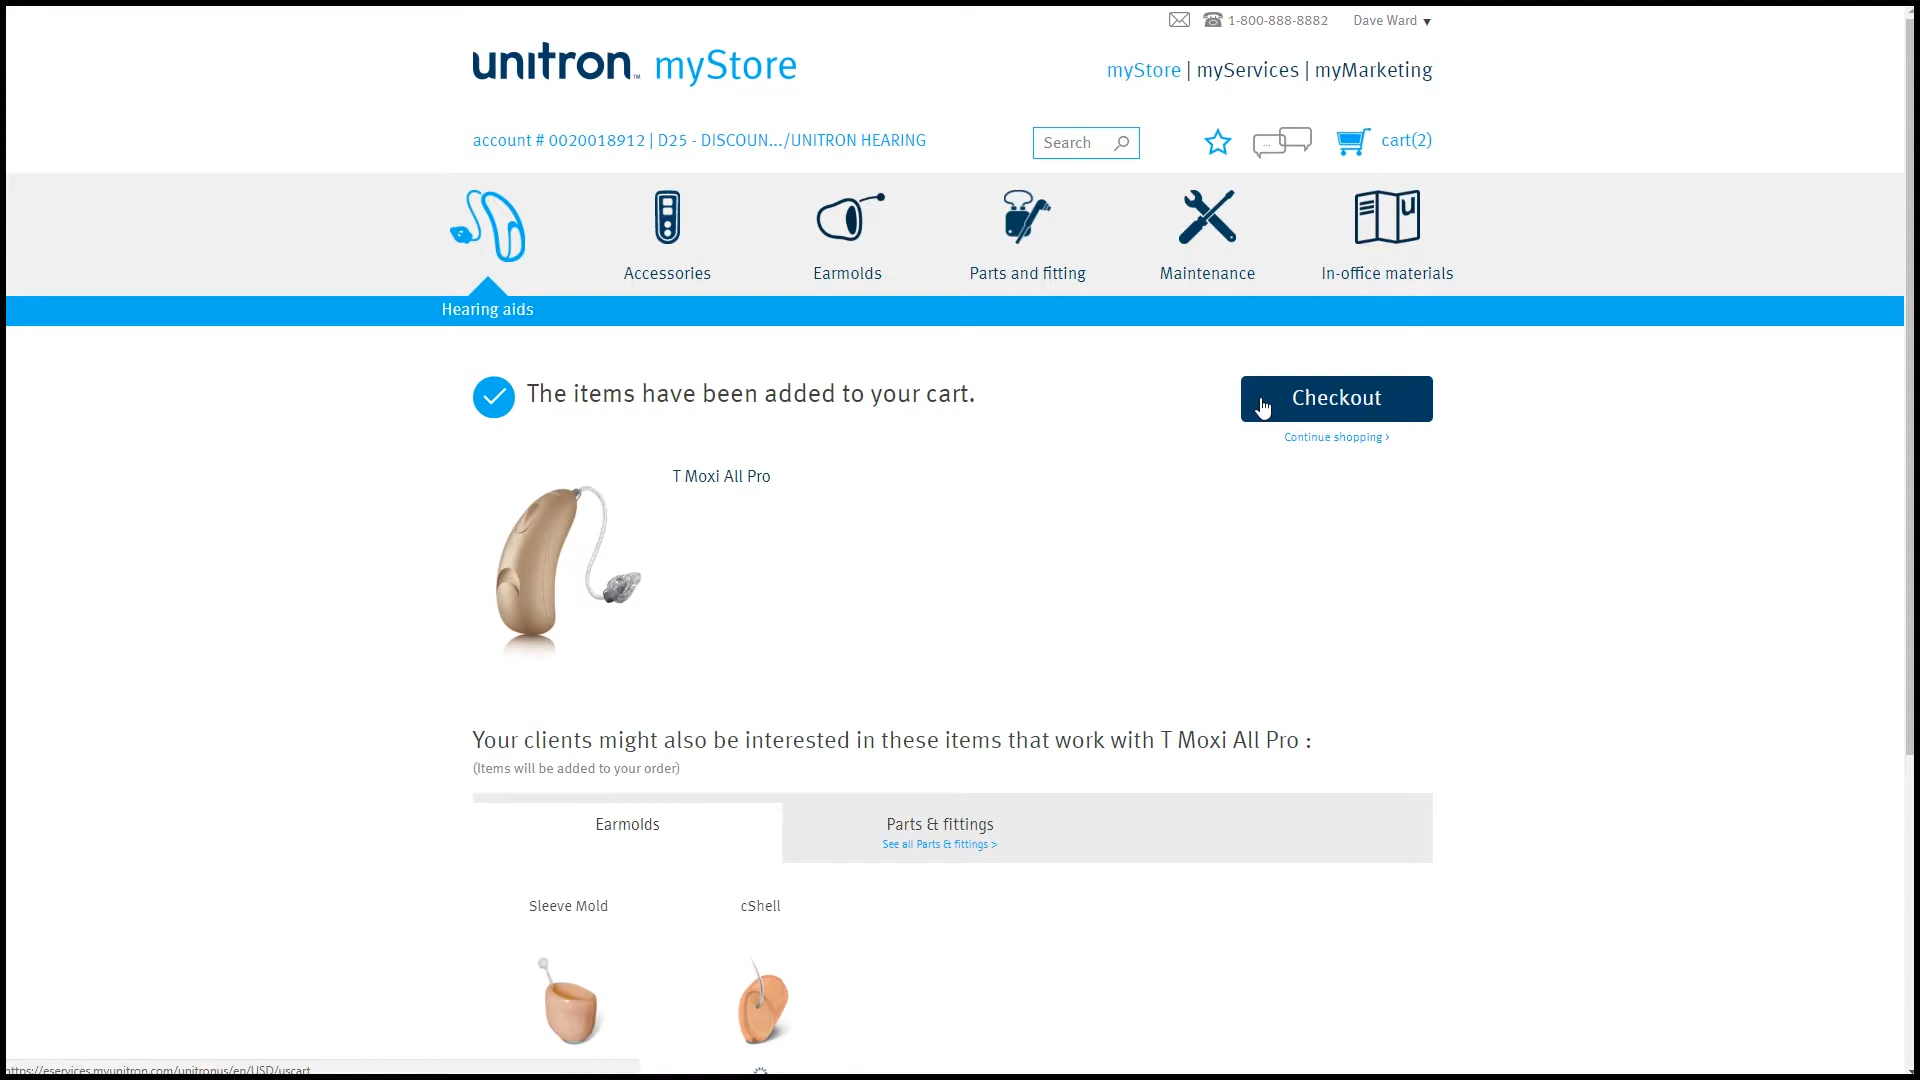 1-800-888-8882 Dave Ward ▼
unitron™ myStore
myStore | myServices | myMarketing
account # 0020018912 | D25 - DISCOUN.../UNITRON HEARING
Search
...
cart(2)
u
Accessories
Earmolds
Parts and fitting
Maintenance
In-office materials
Hearing aids
The items have been added to your cart.
Checkout
Continue shopping >
T Moxi All Pro
Your clients might also be interested in these items that work with T Moxi All Pro :
(Items will be added to your order)
Earmolds
Parts & fittings
See all Parts & fittings >
Sleeve Mold
cShell
https://eservices.myunitron.com/unitronus/en/USD/uscart